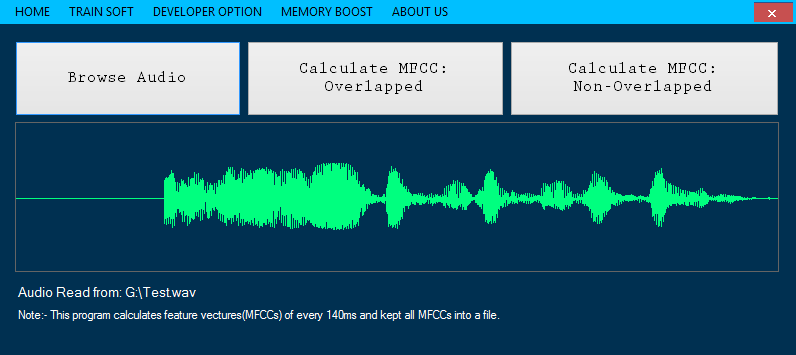 HOME TRAIN SOFT DEVELOPER OPTION MEMORY BOOST ABOUT US
Browse Audio
Calculate MFCC:
Overlapped
Calculate MFCC:
Non-Overlapped
Audio Read from: G:\Test.wav
Note:- This program calculates feature vectures(MFCCs) of every 140ms and kept all MFCCs into a file.